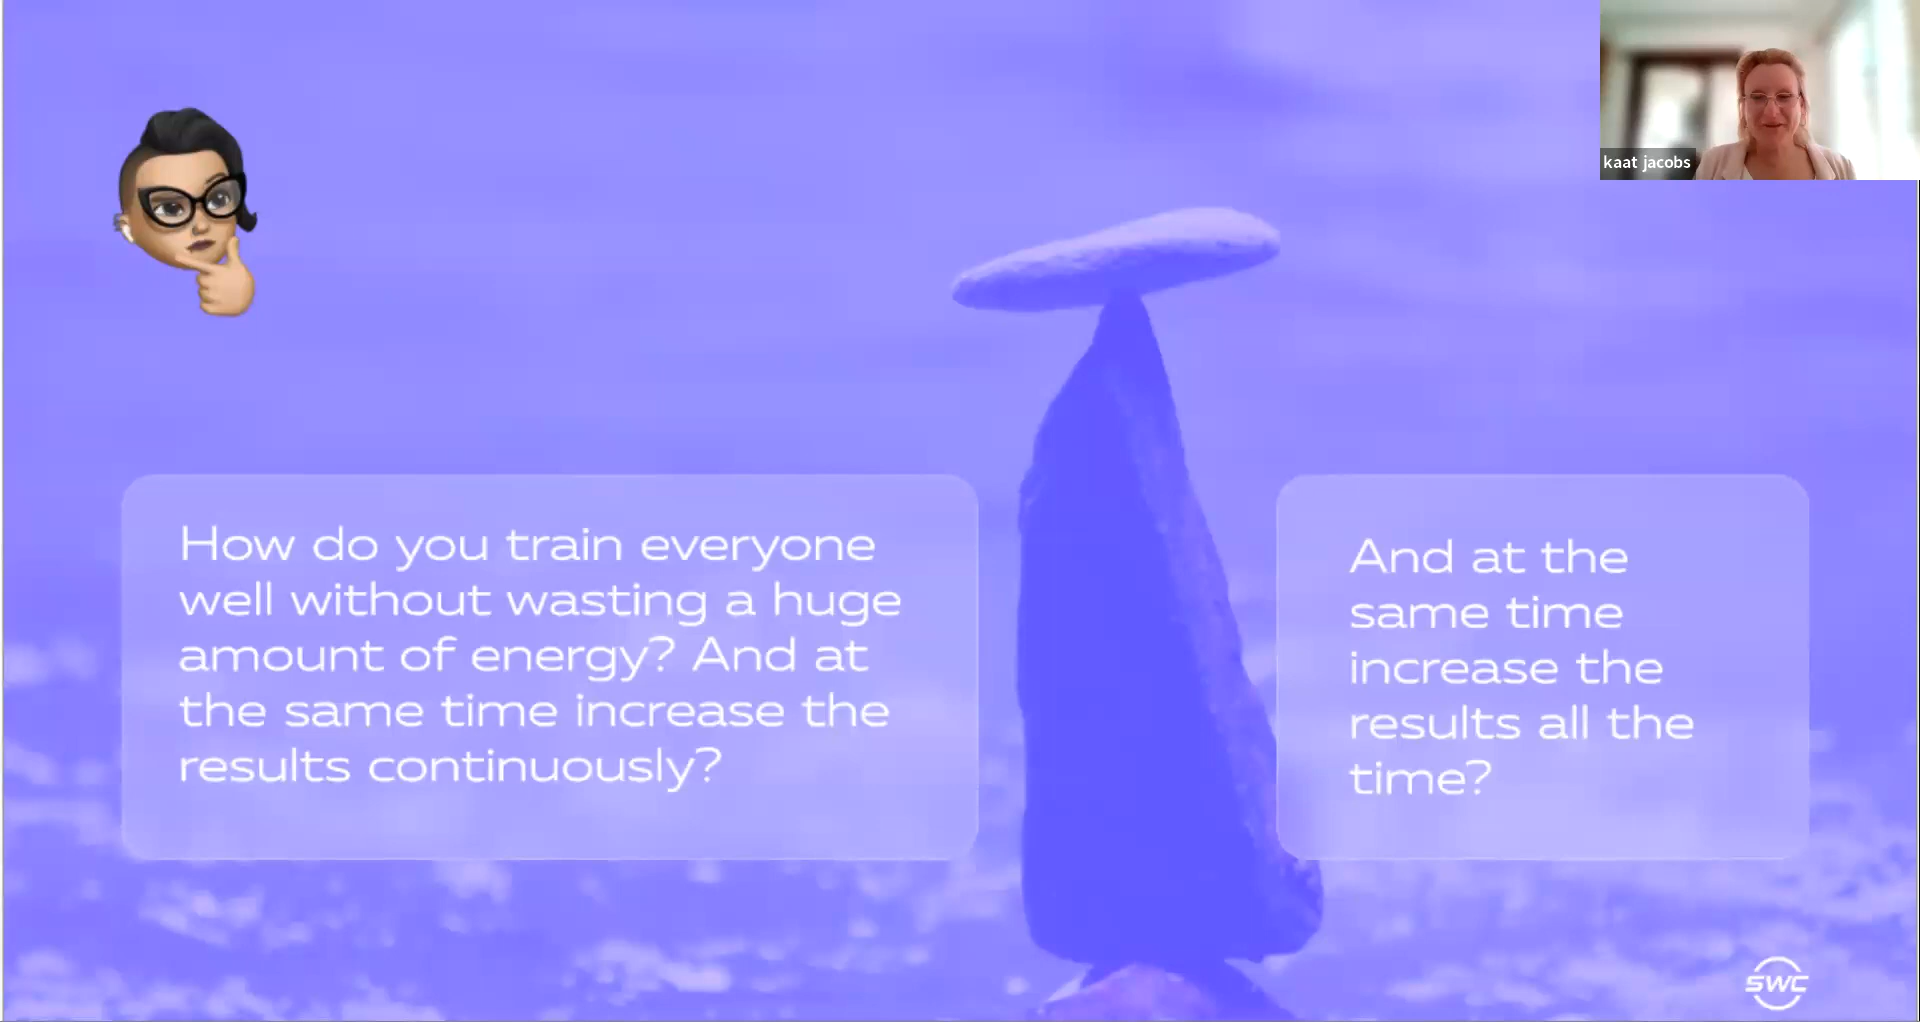 kaat jacobs
How do you train everyone
well without wasting a huge
amount of energy? And at
the same time increase the
results continuously?
And at the
same time
increase the
results all the
time?
SWC